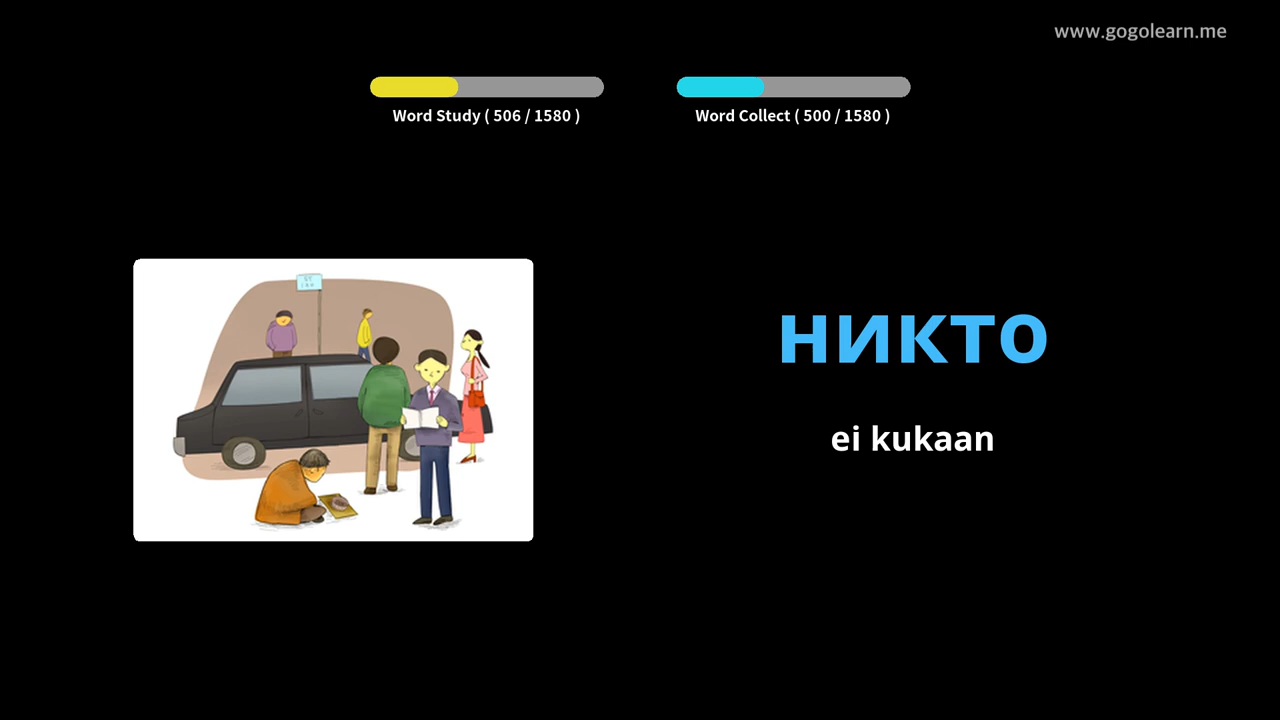 www.gogolearn.me
Word Study ( 506 / 1580 )
Word Collect ( 500 / 1580 )
никто
ei kukaan